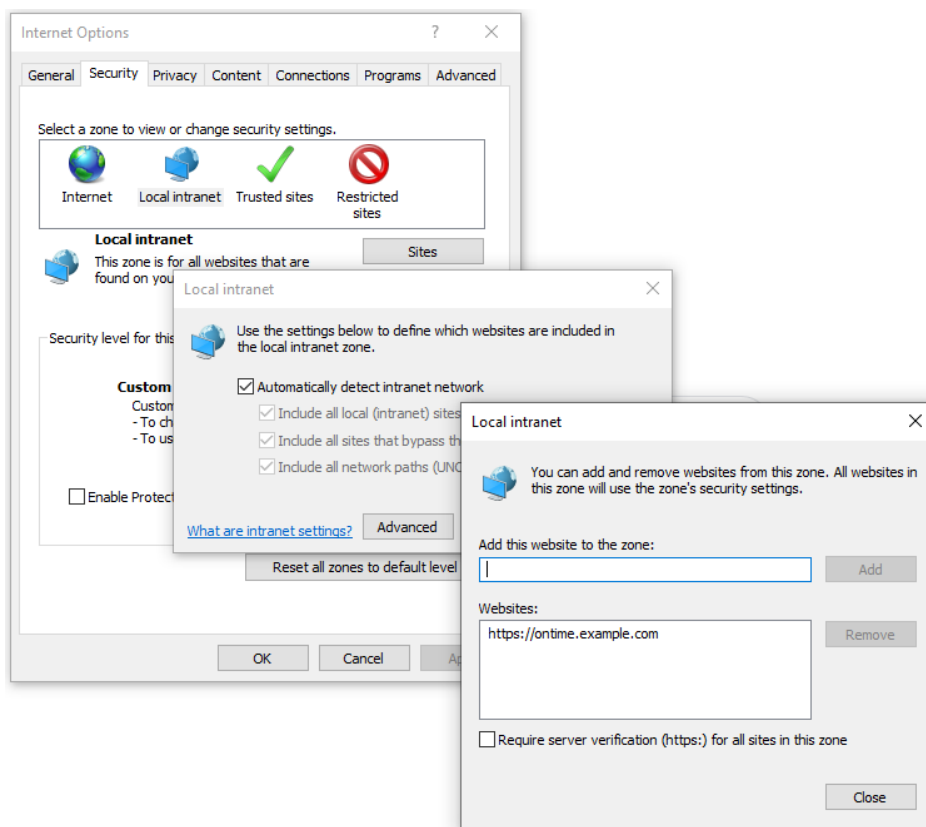 Internet Options
?
General Security Privacy Content Connections Programs Advanced
Select a zone to view or change security settings.
Internet Local intranet Trusted sites Restricted
sites
Local intranet
This zone is for all websites that are
found on you
Sites
Security level for this
Custom
Custom
- To ch
- To us
Enable Protect
Reset all zones to default level
OK Cancel Ap
Local intranet
Use the settings below to define which websites are included in
the local intranet zone.
Automatically detect intranet network
Include all local (intranet) sites
Include all sites that bypass th
Include all network paths (UNC
What are intranet settings? Advanced
Local intranet
You can add and remove websites from this zone. All websites in
this zone will use the zone's security settings.
Add this website to the zone:
Add
Websites:
https://ontime.example.com
Remove
Require server verification (https:) for all sites in this zone
Close